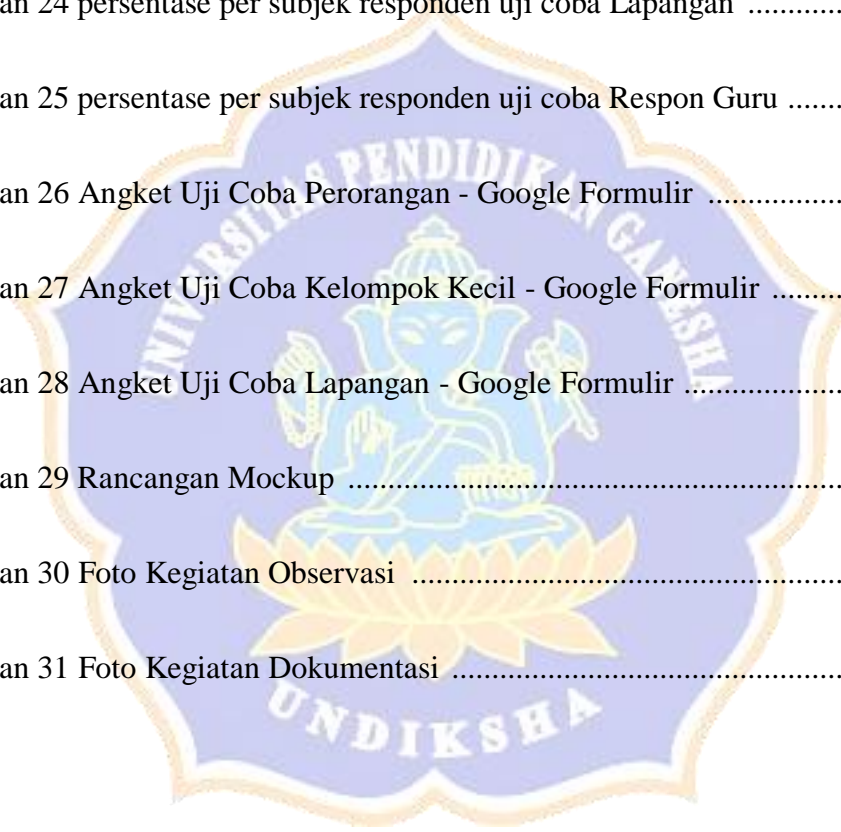 an 24 persentase per subjek responden uji coba Lapangan .............
an 25 persentase per subjek responden uji coba Respon Guru .......
an 26 Angket Uji Coba Perorangan - Google Formulir .................
an 27 Angket Uji Coba Kelompok Kecil - Google Formulir .........
an 28 Angket Uji Coba Lapangan - Google Formulir ...................
an 29 Rancangan Mockup ............................................................
an 30 Foto Kegiatan Observasi ....................................................
an 31 Foto Kegiatan Dokumentasi ...............................................
UNIVERSITAS PENDIDIKAN GANESHA
UNDIKSHA